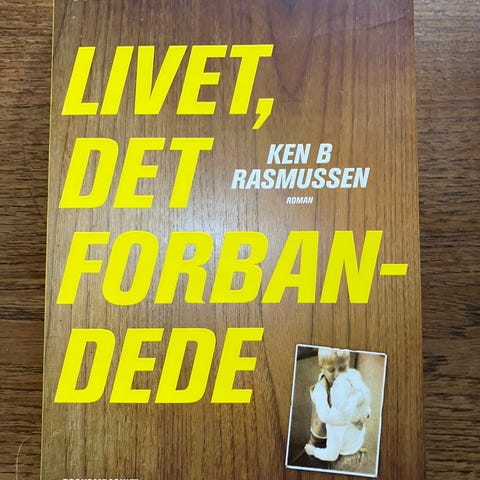 LIVET,
DET
KEN B
RASMUSSEN
ROMAN
FORBAN-
DEDE